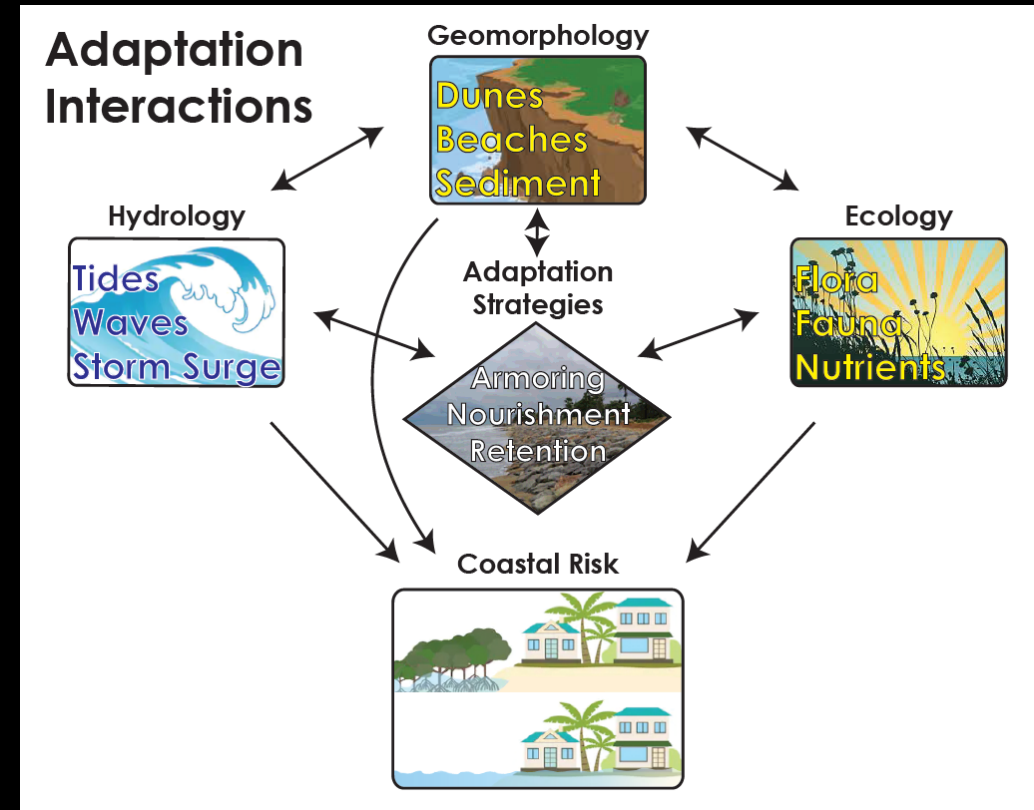 Adaptation
Interactions
Geomorphology
Dunes
Beaches
Sediment
Hydrology
Tides
Waves
Storm Surge
Ecology
Flora
Fauna
Nutrients
Adaptation
Strategies
Armoring
Nourishment
Retention
Coastal Risk